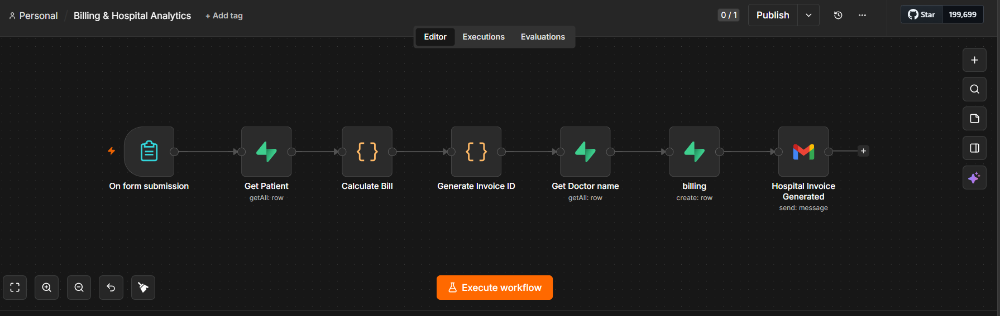 Personal / Billing & Hospital Analytics + Add tag 0 / 1 Publish Star 199,699
Editor Executions Evaluations
On form submission
Get Patient
getAll: row
Calculate Bill
Generate Invoice ID
Get Doctor name
getAll: row
billing
create: row
Hospital Invoice
Generated
send: message
Execute workflow